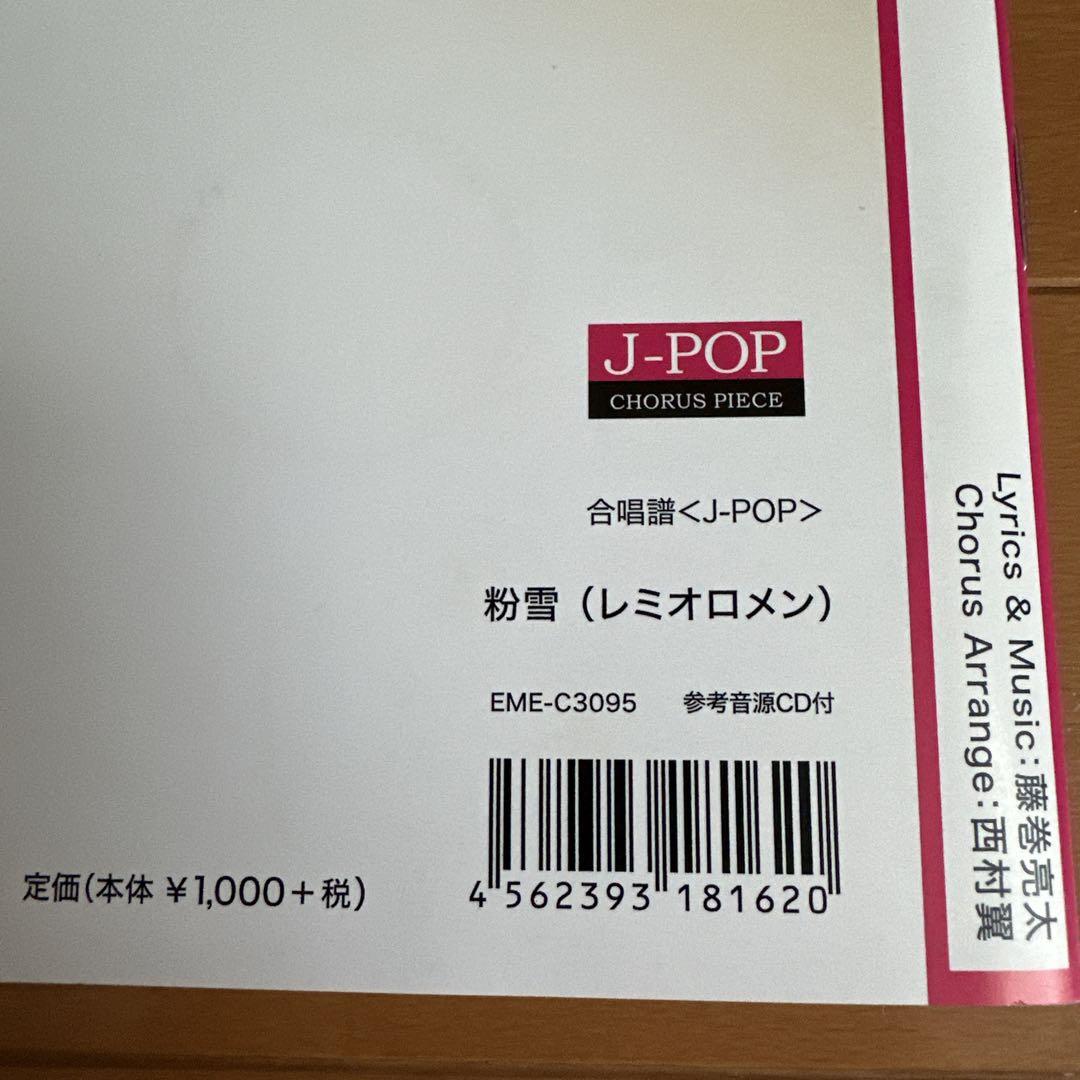 J-POP
CHORUS PIECE
合唱譜<J-POP>
粉雪（レミオロメン）
EME-C3095 参考音源CD付
定価(本体 ¥1,000+税)
4 562393 181620
Lyrics & Music:藤巻亮太
Chorus Arrange:西村翼